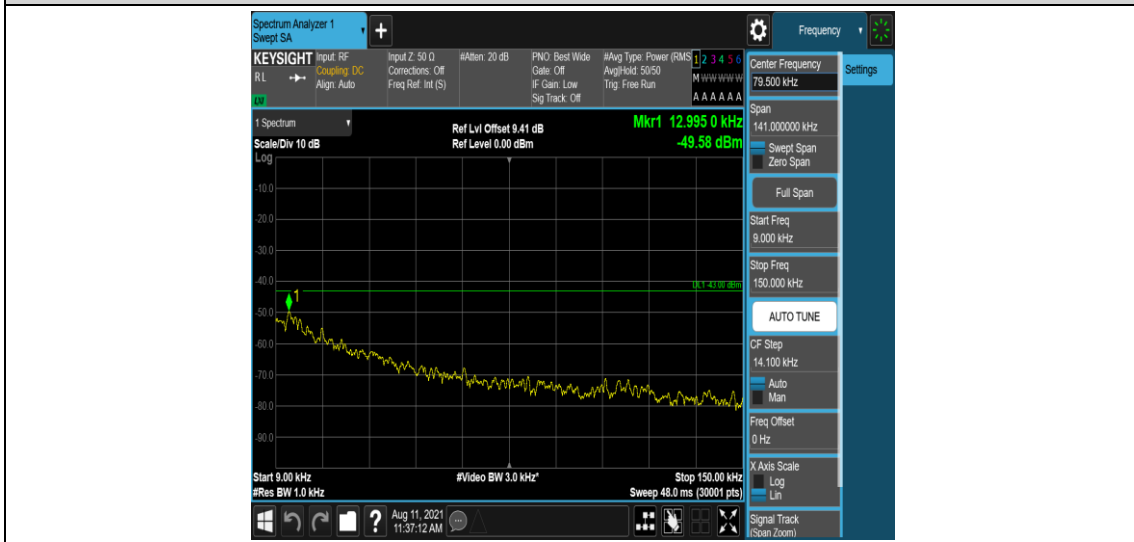 Spectrum Analyzer 1
Swept SA
+
Frequency
KEYSIGHT
RL
LXI
Input: RF
Coupling: DC
Align: Auto
Input Z: 50 Ω
Corrections: Off
Freq Ref: Int (S)
#Atten: 20 dB
PNO: Best Wide
Gate: Off
IF Gain: Low
Sig Track: Off
#Avg Type: Power (RMS
Avg|Hold: 50/50
Trig: Free Run
1 2 3 4 5 6
M W W W W W
A A A A A A
1 Spectrum
Scale/Div 10 dB
Log
Ref Lvl Offset 9.41 dB
Ref Level 0.00 dBm
Mkr1 12.995 0 kHz
-49.58 dBm
-10.0
-20.0
-30.0
-40.0
DL1 -43.00 dBm
1
-50.0
-60.0
-70.0
-80.0
-90.0
Start 9.00 kHz
#Res BW 1.0 kHz
#Video BW 3.0 kHz*
Stop 150.00 kHz
Sweep 48.0 ms (30001 pts)
Center Frequency
79.500 kHz
Settings
Span
141.000000 kHz
Swept Span
Zero Span
Full Span
Start Freq
9.000 kHz
Stop Freq
150.000 kHz
AUTO TUNE
CF Step
14.100 kHz
Auto
Man
Freq Offset
0 Hz
X Axis Scale
Log
Lin
Signal Track
(Span Zoom)
?
Aug 11, 2021
11:37:12 AM